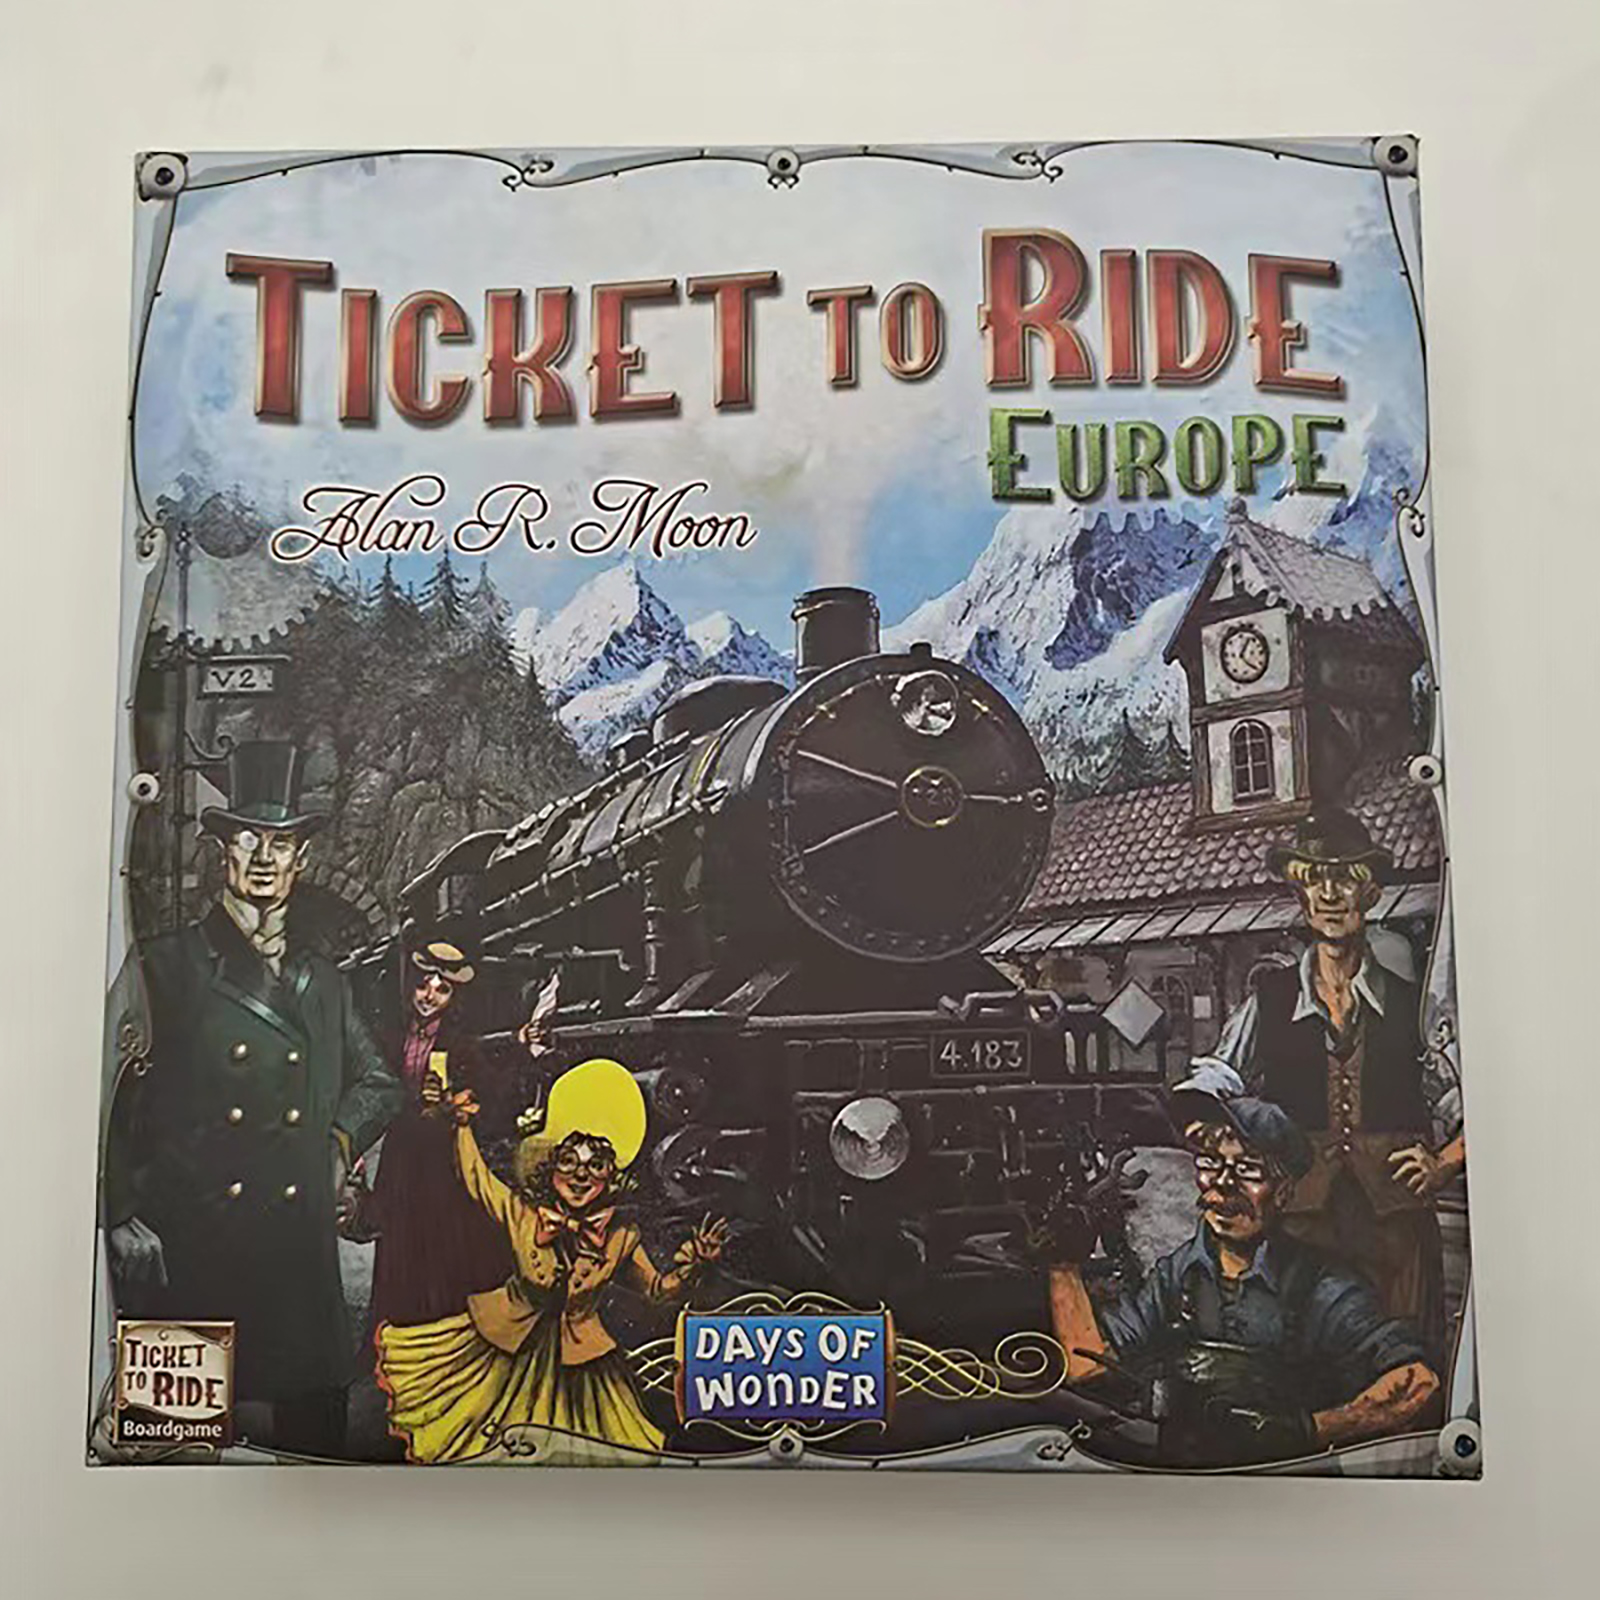 TICKET TO RIDE
EUROPE
Alan R. Moon
V2
4.183
DAYS OF
WONDER
TICKET
TO RIDE
Boardgame